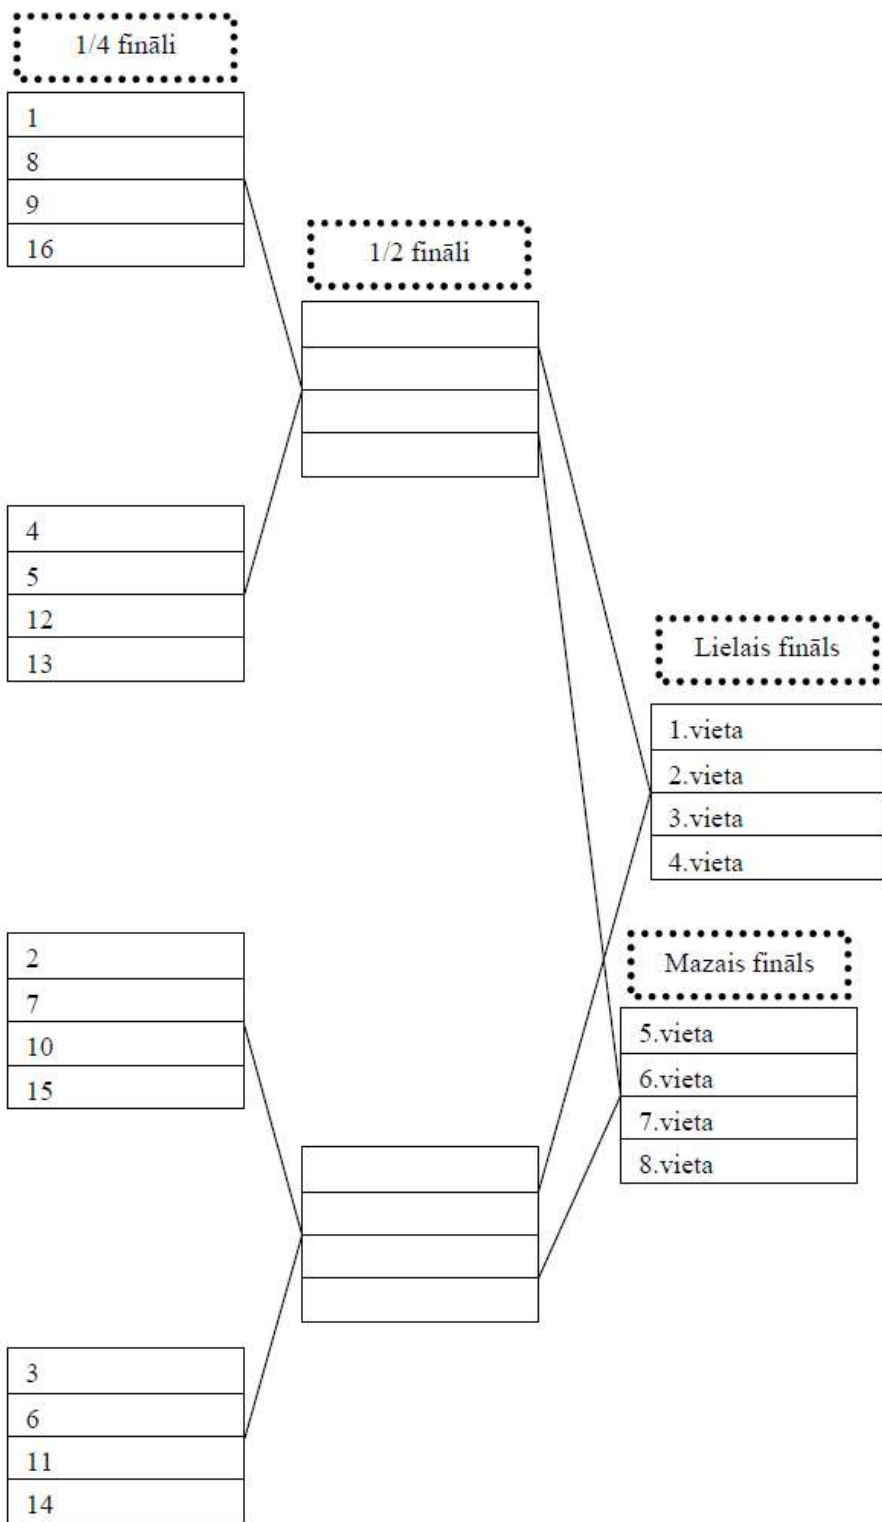 1/4 fināli
1
8
9
16
1/2 fināli
4
5
12
13
Lielais fināls
1.vieta
2.vieta
3.vieta
4.vieta
2
7
10
15
Mazais fināls
5.vieta
6.vieta
7.vieta
8.vieta
3
6
11
14